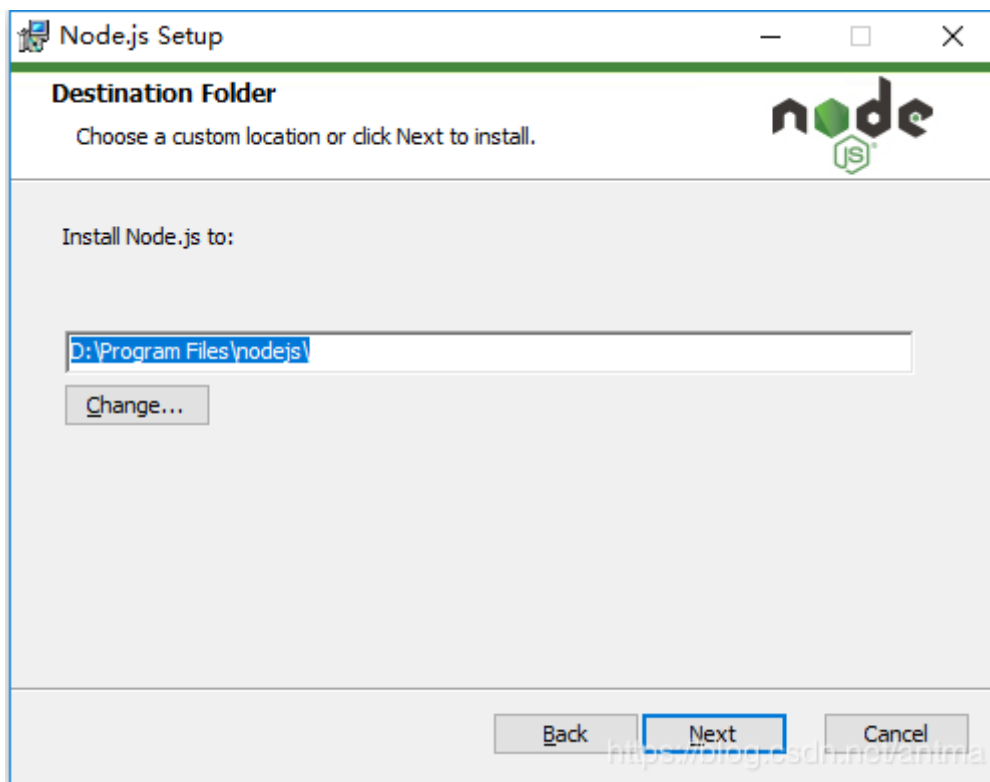 Node.js Setup
Destination Folder
Choose a custom location or click Next to install.
node
JS
Install Node.js to:
D:\Program Files\nodejs\
Change...
Back Next Cancel
https://blog.csdn.net/antma